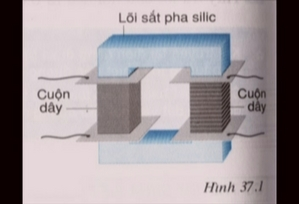 Lõi sắt pha silic
Cuộn
dây
Cuộn
dây
Hình 37.1